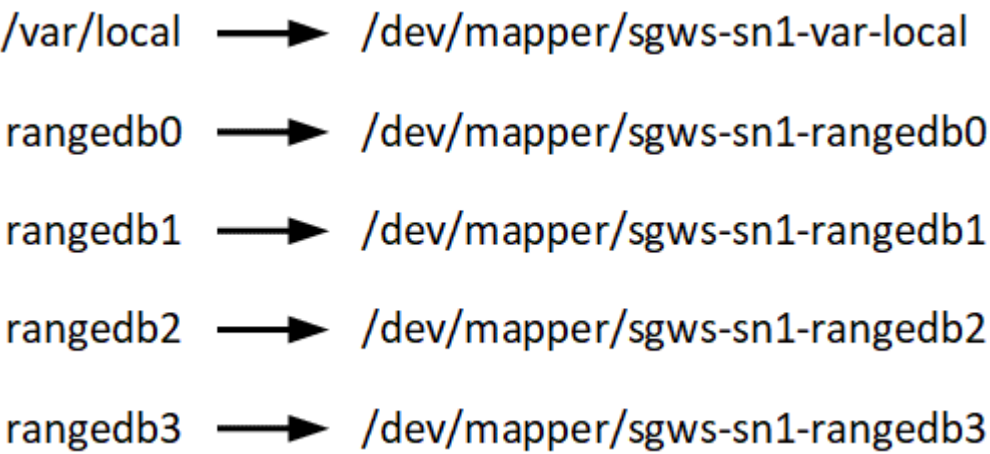 /var/local → /dev/mapper/sgws-sn1-var-local
rangedb0 → /dev/mapper/sgws-sn1-rangedb0
rangedb1 → /dev/mapper/sgws-sn1-rangedb1
rangedb2 → /dev/mapper/sgws-sn1-rangedb2
rangedb3 → /dev/mapper/sgws-sn1-rangedb3